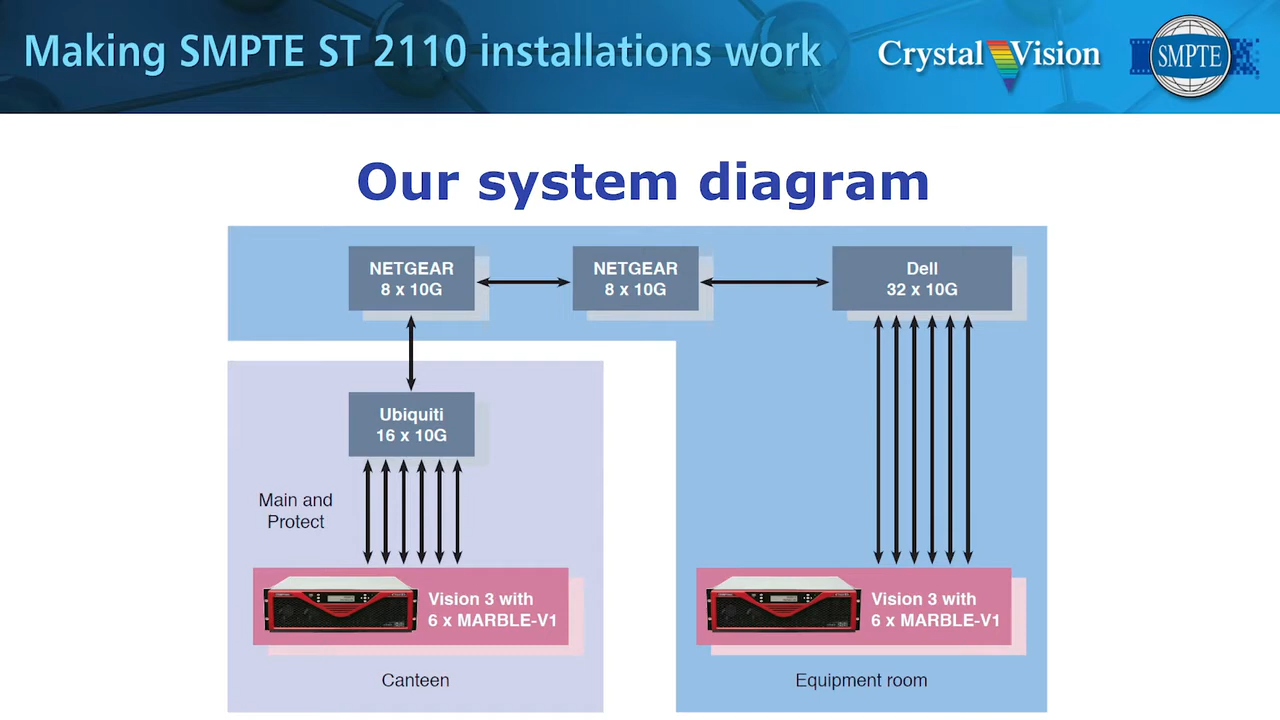 Making SMPTE ST 2110 installations work
Crystal Vision
SMPTE
Our system diagram
NETGEAR
8 x 10G
NETGEAR
8 x 10G
Dell
32 x 10G
Ubiquiti
16 x 10G
Main and
Protect
Vision 3 with
6 x MARBLE-V1
Vision 3 with
6 x MARBLE-V1
Canteen
Equipment room